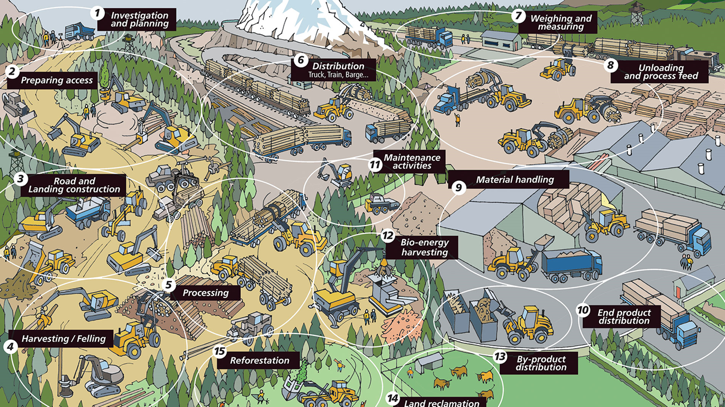 1
Investigation
and planning
2
Preparing access
3
Road and
Landing construction
4
Harvesting / Felling
5
Processing
6
Distribution
Truck, Train, Barge...
7
Weighing and
measuring
8
Unloading
and process feed
9
Material handling
10
End product
distribution
11
Maintenance
activities
12
Bio-energy
harvesting
13
By-product
distribution
14
Land reclamation
15
Reforestation